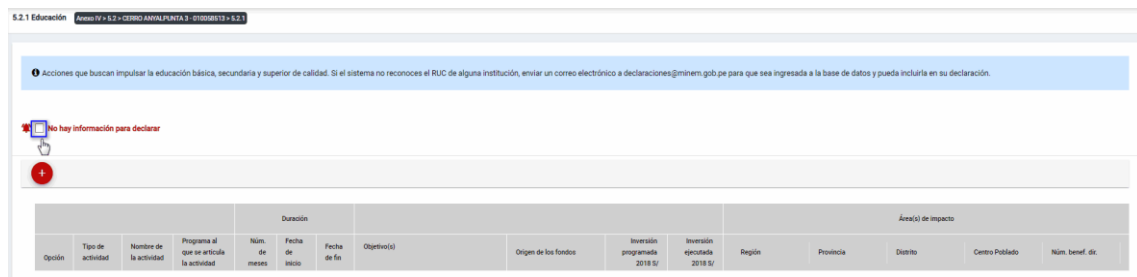 5.2.1 Educación Anexo IV > 5.2 > CERRO ANYALPUNTA 3 - 010058513 > 5.2.1
Acciones que buscan impulsar la educación básica, secundaria y superior de calidad. Si el sistema no reconoces el RUC de alguna institución, enviar un correo electrónico a declaraciones@minem.gob.pe para que sea ingresada a la base de datos y pueda incluirla en su declaración.
No hay información para declarar
+
Duración Área(s) de impacto
Opción Tipo de actividad Nombre de la actividad Programa al que se articula la actividad Núm. de meses Fecha de inicio Fecha de fin Objetivo(s) Origen de los fondos Inversión programada 2018 S/ Inversión ejecutada 2018 S/ Región Provincia Distrito Centro Poblado Núm. benef. dir.